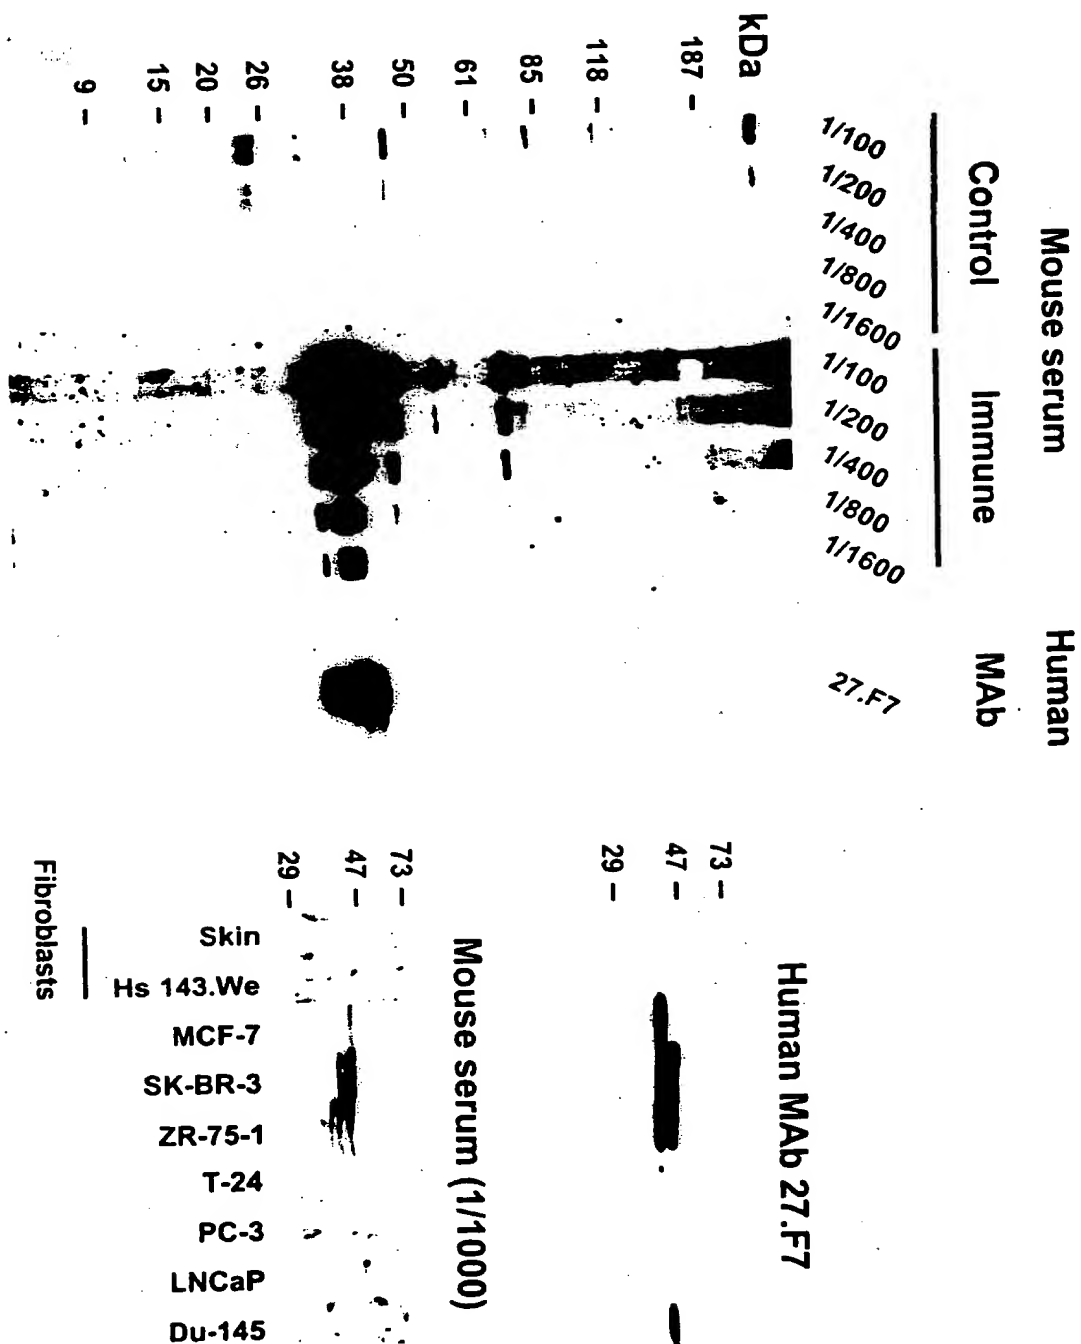 Mouse serum
Human
Control
Immune
MAb
1/100
1/200
1/400
1/800
1/1600
1/100
1/200
1/400
1/800
1/1600
27.F7
kDa
187 –
118 –
85 –
61 –
50 –
38 –
26 –
20 –
15 –
9 –
Human MAb 27.F7
73 –
47 –
29 –
Mouse serum (1/1000)
73 –
47 –
29 –
Skin
Hs 143.We
MCF-7
SK-BR-3
ZR-75-1
T-24
PC-3
LNCaP
Du-145
Fibroblasts